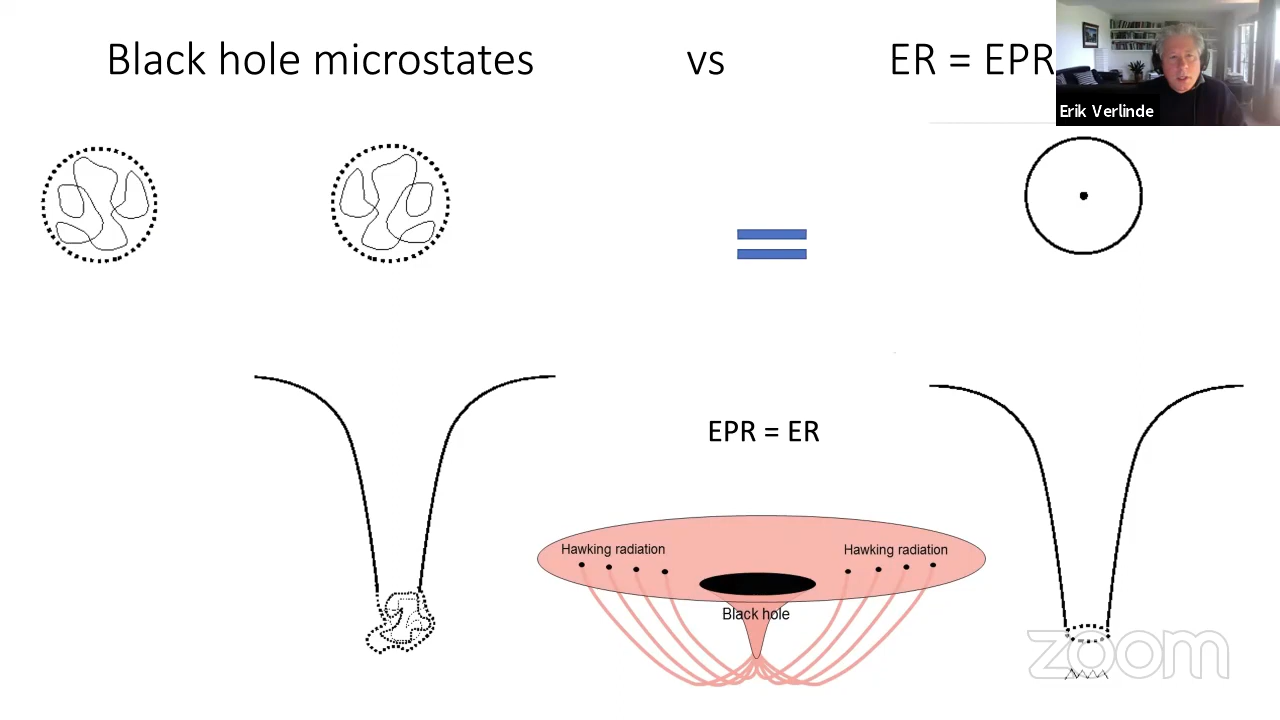 Black hole microstates vs ER = EPR
Erik Verlinde
EPR = ER
Hawking radiation Hawking radiation
Black hole
zoom